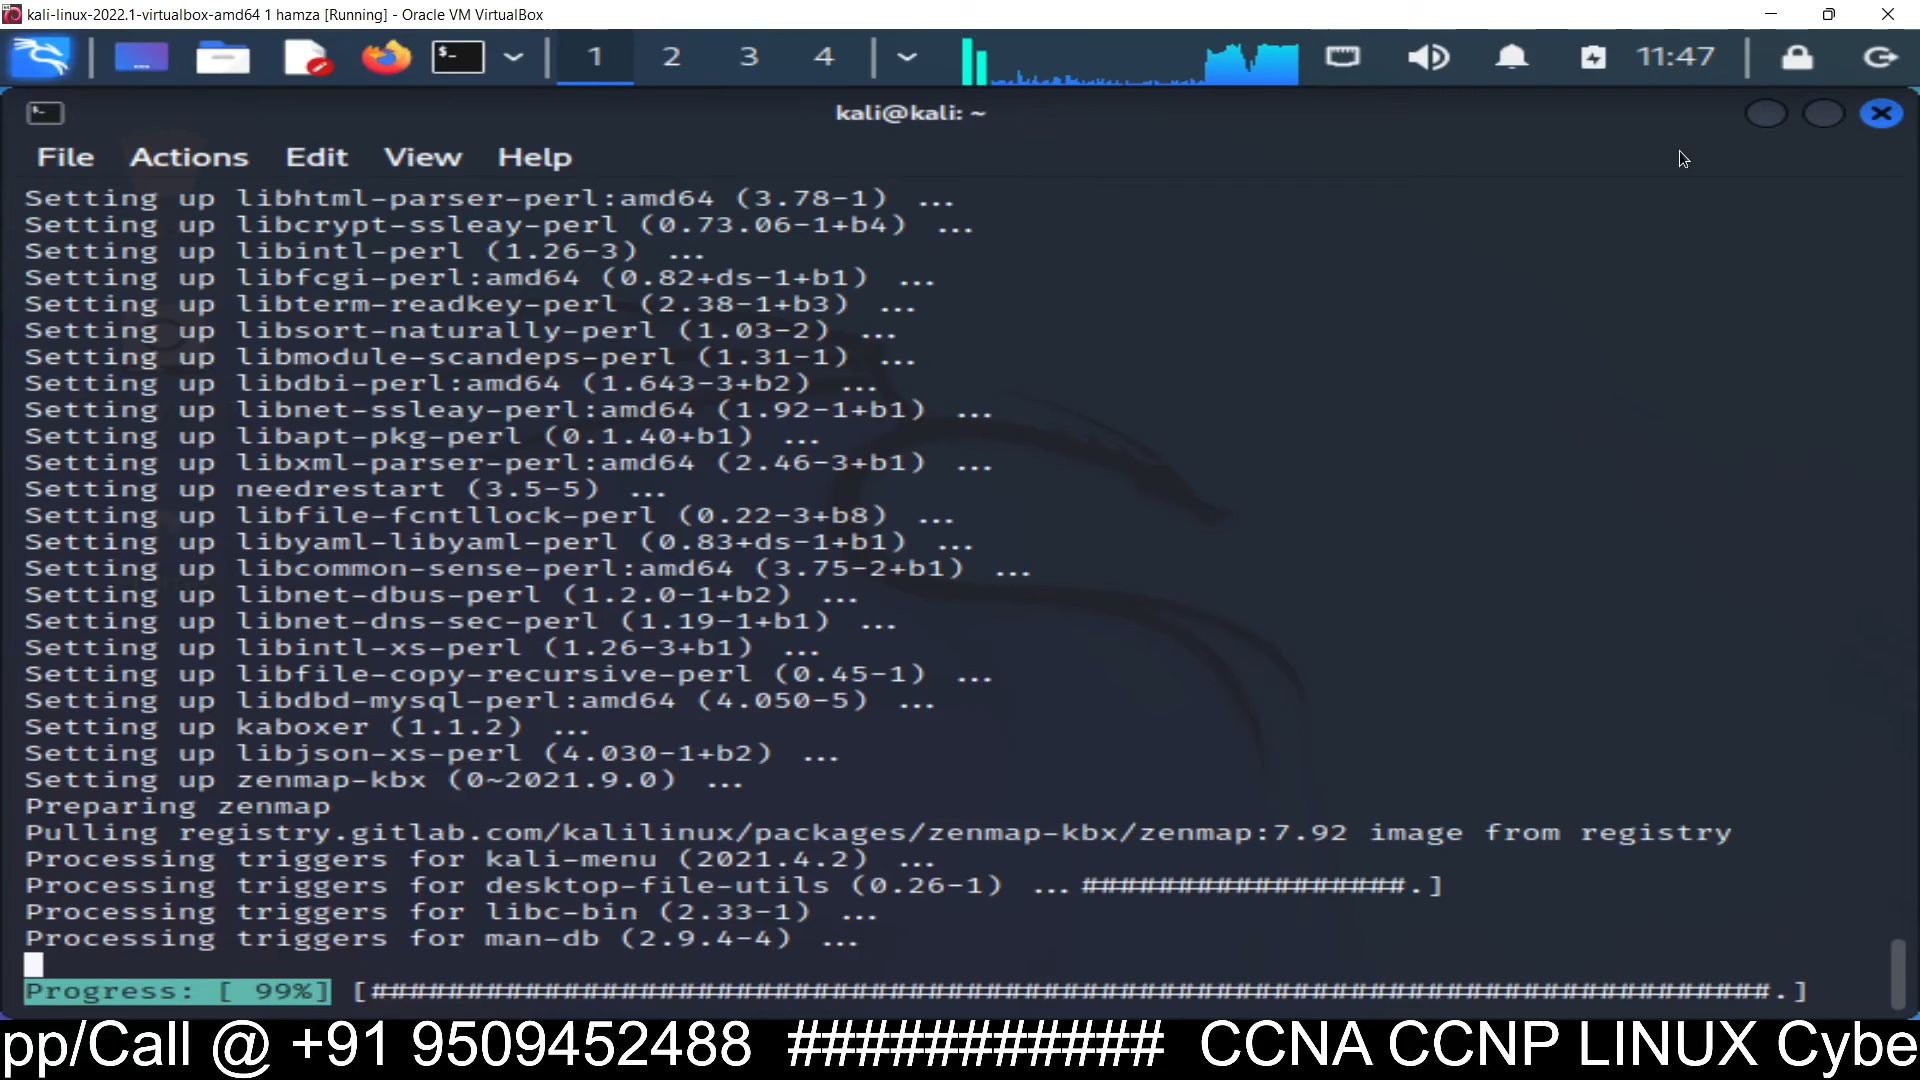 kali-linux-2022.1-virtualbox-amd64 1 hamza [Running] - Oracle VM VirtualBox
1 2 3 4 11:47
kali@kali: ~
File Actions Edit View Help
Setting up libhtml-parser-perl:amd64 (3.78-1) ...
Setting up libcrypt-ssleay-perl (0.73.06-1+b4) ...
Setting up libintl-perl (1.26-3) ...
Setting up libfcgi-perl:amd64 (0.82+ds-1+b1) ...
Setting up libterm-readkey-perl (2.38-1+b3) ...
Setting up libsort-naturally-perl (1.03-2) ...
Setting up libmodule-scandeps-perl (1.31-1) ...
Setting up libdbi-perl:amd64 (1.643-3+b2) ...
Setting up libnet-ssleay-perl:amd64 (1.92-1+b1) ...
Setting up libapt-pkg-perl (0.1.40+b1) ...
Setting up libxml-parser-perl:amd64 (2.46-3+b1) ...
Setting up needrestart (3.5-5) ...
Setting up libfile-fcntllock-perl (0.22-3+b8) ...
Setting up libyaml-libyaml-perl (0.83+ds-1+b1) ...
Setting up libcommon-sense-perl:amd64 (3.75-2+b1) ...
Setting up libnet-dbus-perl (1.2.0-1+b2) ...
Setting up libnet-dns-sec-perl (1.19-1+b1) ...
Setting up libintl-xs-perl (1.26-3+b1) ...
Setting up libfile-copy-recursive-perl (0.45-1) ...
Setting up libdbd-mysql-perl:amd64 (4.050-5) ...
Setting up kaboxer (1.1.2) ...
Setting up libjson-xs-perl (4.030-1+b2) ...
Setting up zenmap-kbx (0~2021.9.0) ...
Preparing zenmap
Pulling registry.gitlab.com/kalilinux/packages/zenmap-kbx/zenmap:7.92 image from registry
Processing triggers for kali-menu (2021.4.2) ...
Processing triggers for desktop-file-utils (0.26-1) ...#################.]
Processing triggers for libc-bin (2.33-1) ...
Processing triggers for man-db (2.9.4-4) ...
Progress: [ 99%] [#########################################################################.]
pp/Call @ +91 9509452488 ########### CCNA CCNP LINUX Cybe